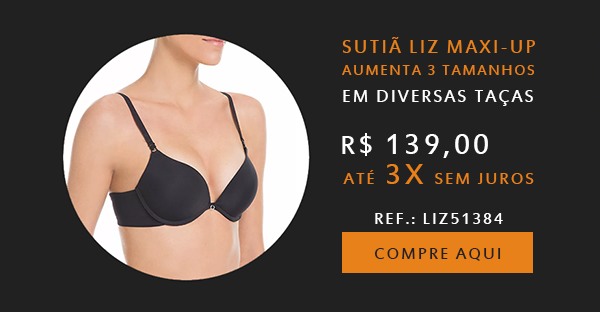 SUTIÃ LIZ MAXI-UP
AUMENTA 3 TAMANHOS
EM DIVERSAS TAÇAS
R$ 139,00
ATÉ 3X SEM JUROS
REF.: LIZ51384
COMPRE AQUI